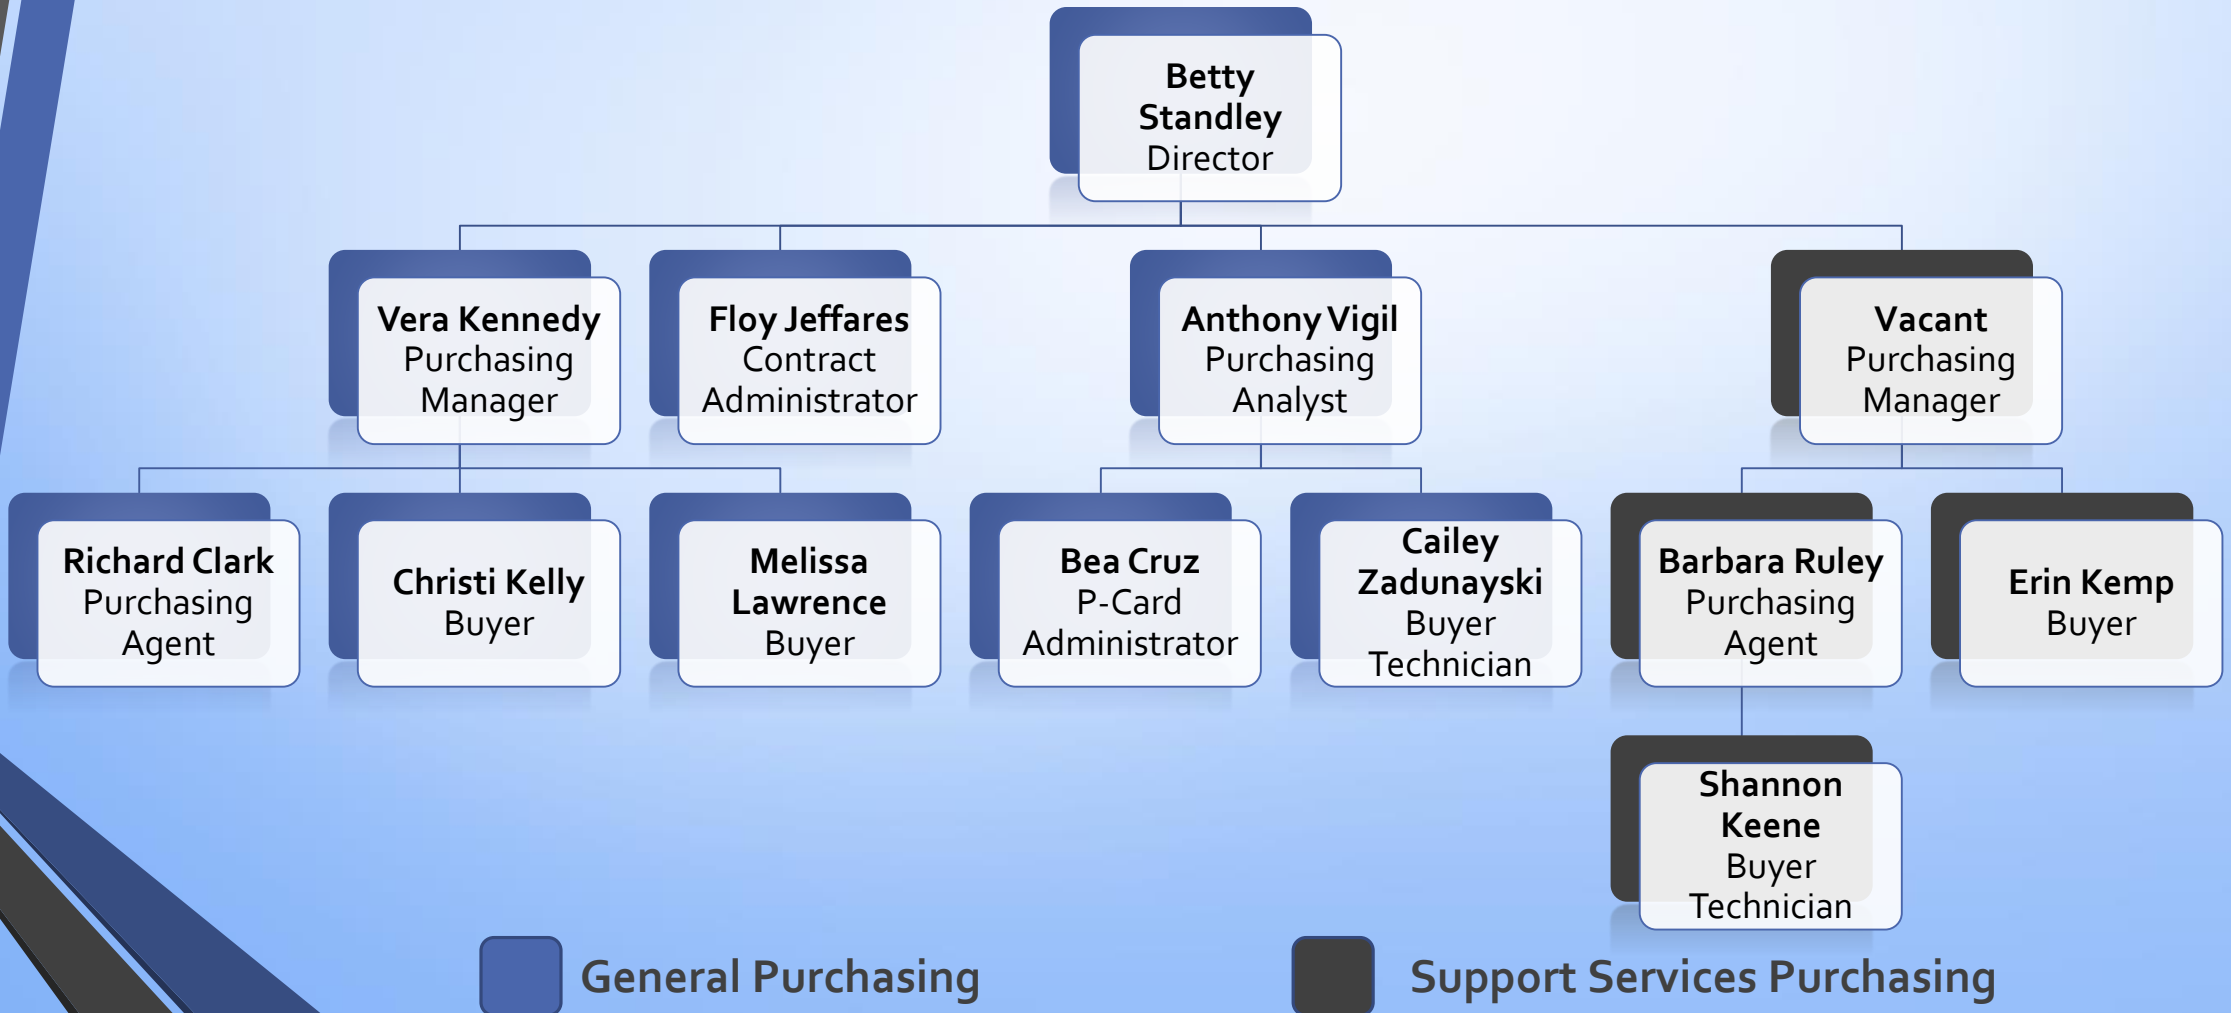 Betty
Standley
Director
Vera Kennedy
Purchasing
Manager
Floy Jeffares
Contract
Administrator
Anthony Vigil
Purchasing
Analyst
Vacant
Purchasing
Manager
Richard Clark
Purchasing
Agent
Christi Kelly
Buyer
Melissa
Lawrence
Buyer
Bea Cruz
P-Card
Administrator
Cailey
Zadunayski
Buyer
Technician
Barbara Ruley
Purchasing
Agent
Erin Kemp
Buyer
Shannon
Keene
Buyer
Technician
General Purchasing
Support Services Purchasing